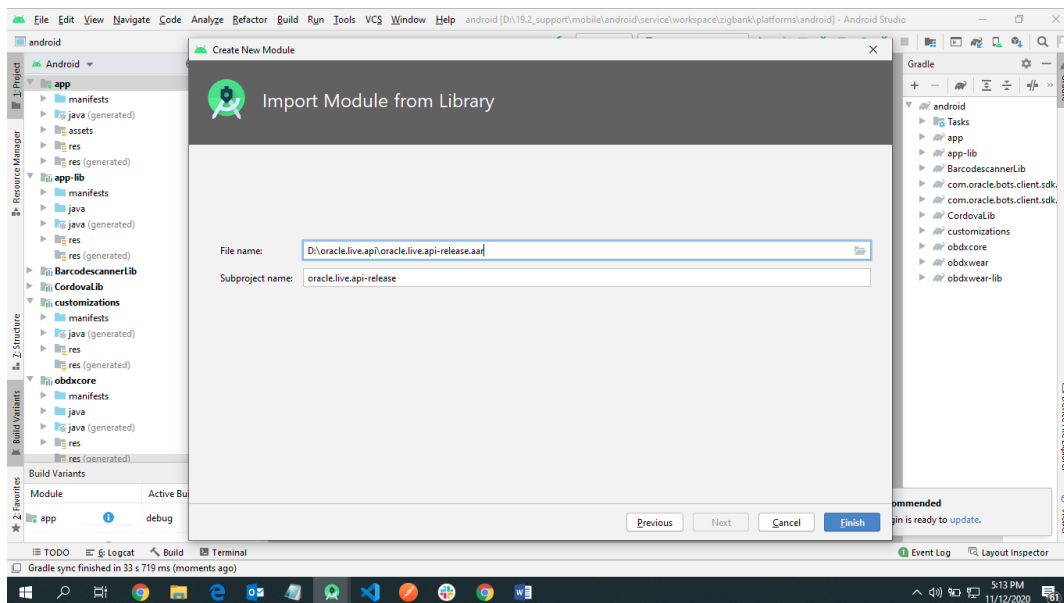 File Edit View Navigate Code Analyze Refactor Build Run Tools VCS Window Help android [D:\19.2_support\mobile\android\service\workspace\zigbank\platforms\android] - Android Studio
android
Create New Module
Import Module from Library
File name: D:\oracle.live.api\oracle.live.api-release.aar
Subproject name: oracle.live.api-release
Previous Next Cancel Finish
1: Project
Resource Manager
Z: Structure
Build Variants
2: Favorites
Android
app
manifests
java (generated)
assets
res
res (generated)
app-lib
manifests
java
java (generated)
res
res (generated)
BarcodescannerLib
CordovaLib
customizations
manifests
java (generated)
res
res (generated)
obdxcore
manifests
java
java (generated)
res
res (generated)
Build Variants
Module Active Bu
app debug
Gradle
android
Tasks
app
app-lib
BarcodescannerLib
com.oracle.bots.client.sdk.
com.oracle.bots.client.sdk.
CordovaLib
customizations
obdxcore
obdxwear
obdxwear-lib
ommended
gin is ready to update.
TODO 6: Logcat Build Terminal
Event Log Layout Inspector
Gradle sync finished in 33 s 719 ms (moments ago)
5:13 PM
11/12/2020